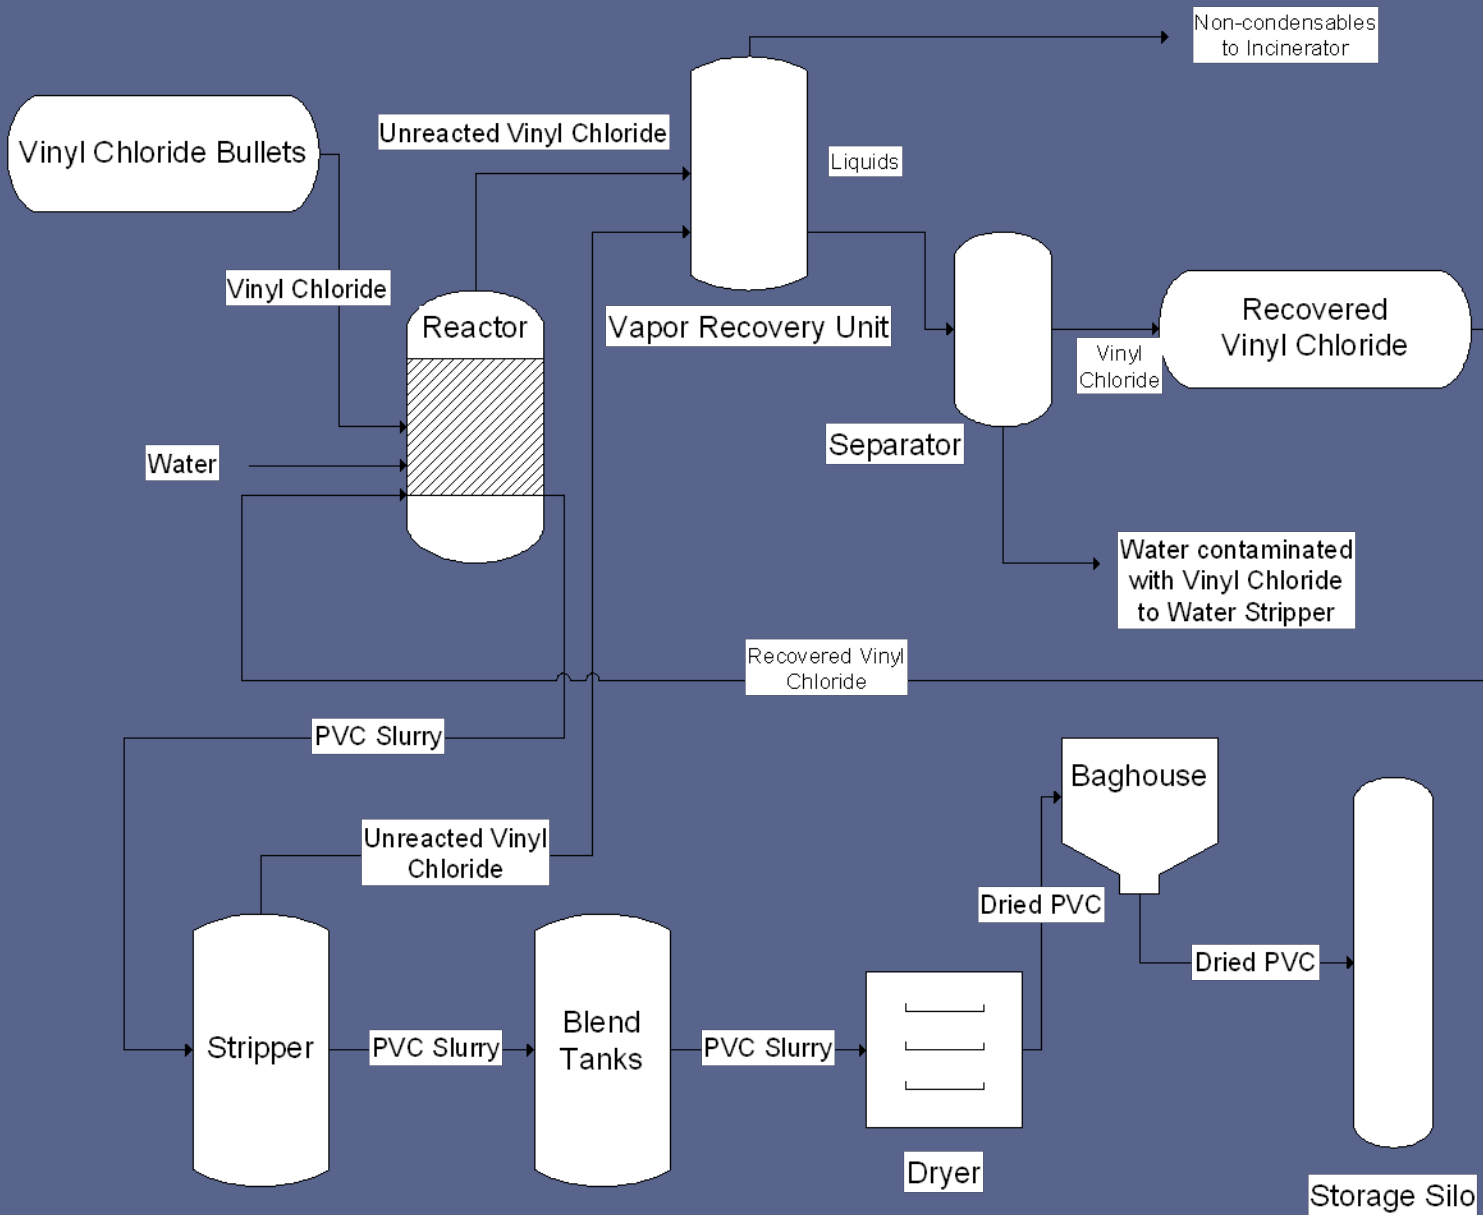 Non-condensables
to Incinerator
Unreacted Vinyl Chloride
Vinyl Chloride Bullets
Liquids
Vinyl Chloride
Reactor
Vapor Recovery Unit
Recovered
Vinyl Chloride
Vinyl
Chloride
Separator
Water
Water contaminated
with Vinyl Chloride
to Water Stripper
Recovered Vinyl
Chloride
PVC Slurry
Baghouse
Unreacted Vinyl
Chloride
Dried PVC
Dried PVC
Stripper
PVC Slurry
Blend
Tanks
PVC Slurry
Dryer
Storage Silo